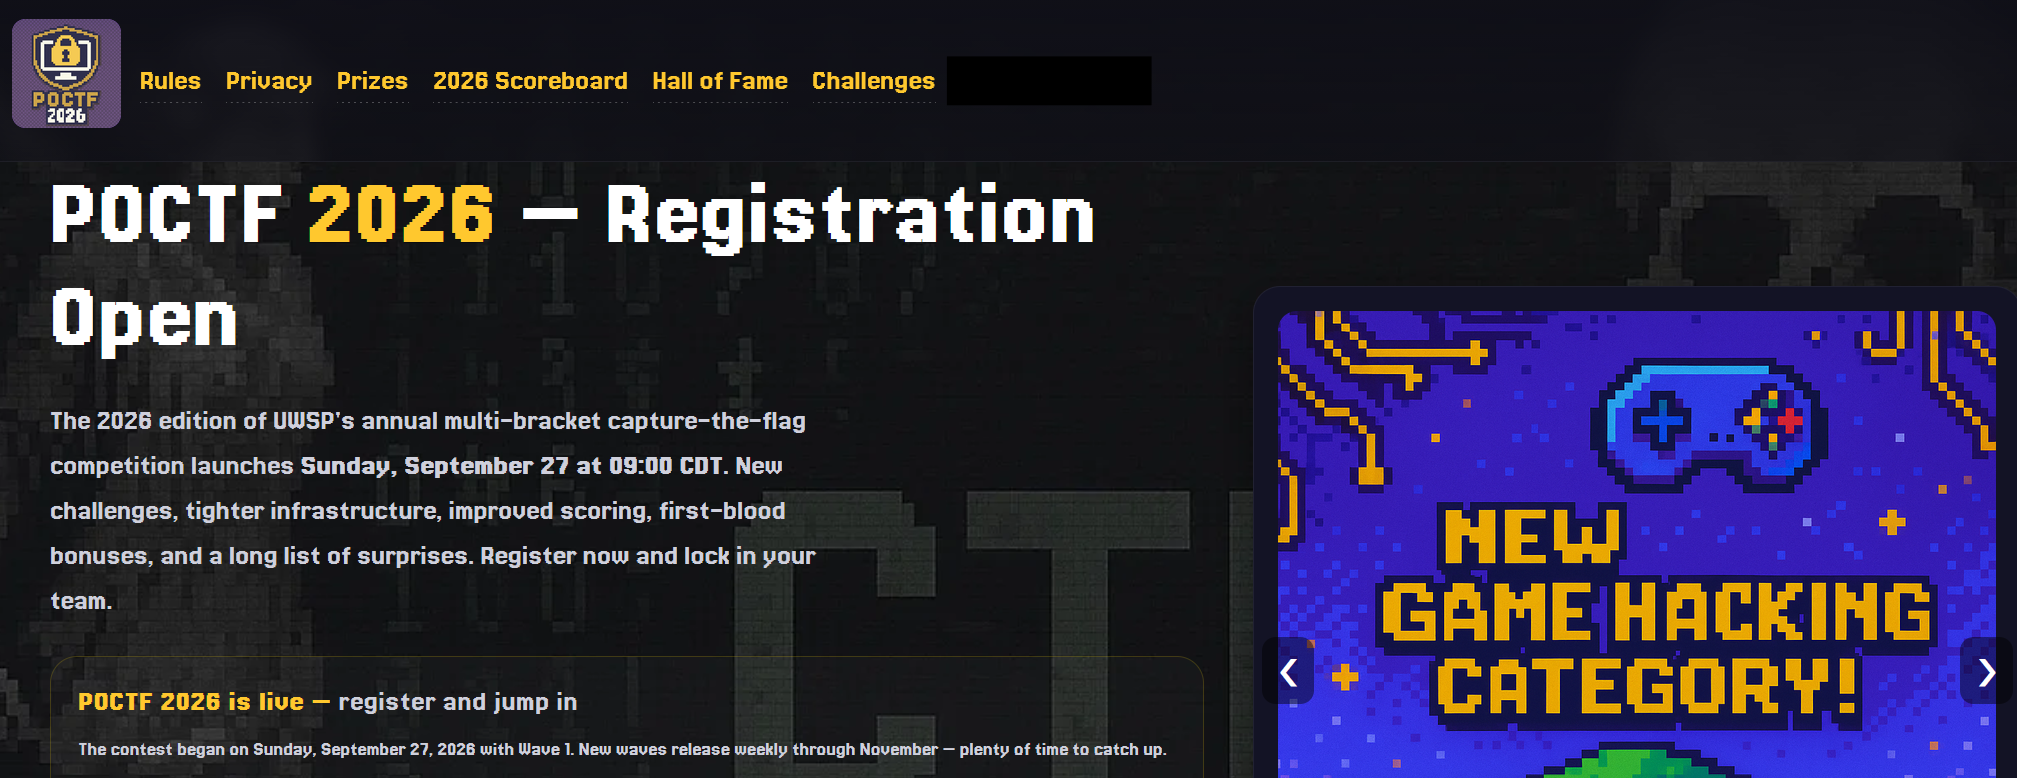 POCTF
2026
Rules Privacy Prizes 2026 Scoreboard Hall of Fame Challenges
POCTF 2026 — Registration
Open
The 2026 edition of UWSP's annual multi-bracket capture-the-flag
competition launches Sunday, September 27 at 09:00 CDT. New
challenges, tighter infrastructure, improved scoring, first-blood
bonuses, and a long list of surprises. Register now and lock in your
team.
POCTF 2026 is live — register and jump in
The contest began on Sunday, September 27, 2026 with Wave 1. New waves release weekly through November — plenty of time to catch up.
NEW
GAME HACKING
CATEGORY!
CT